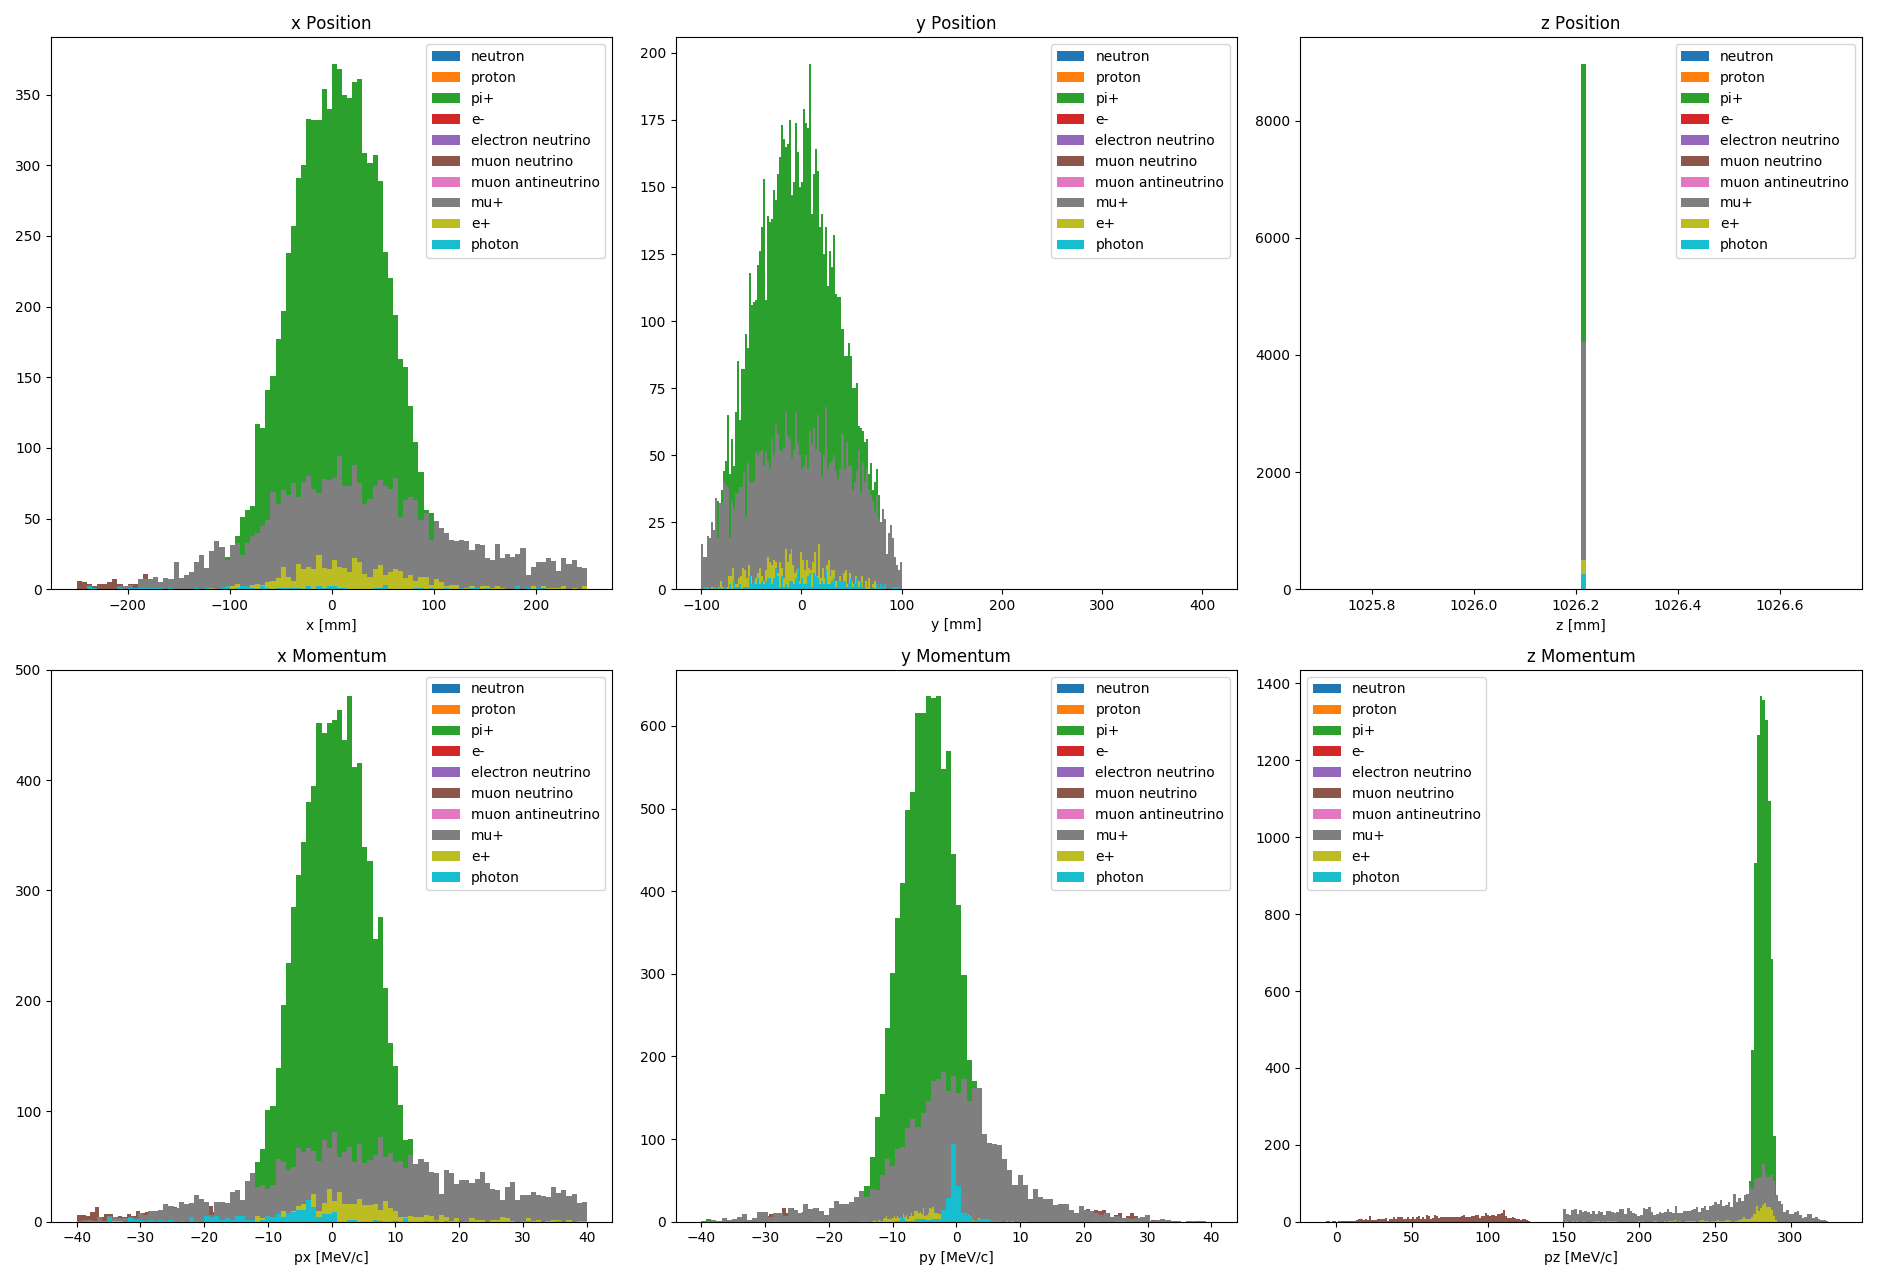 x Position
neutron
proton
pi+
e-
electron neutrino
muon neutrino
muon antineutrino
mu+
e+
photon
350
300
250
200
150
100
50
0
−200
−100
0
100
200
x [mm]
y Position
neutron
proton
pi+
e-
electron neutrino
muon neutrino
muon antineutrino
mu+
e+
photon
200
175
150
125
100
75
50
25
0
−100
0
100
200
300
400
y [mm]
z Position
neutron
proton
pi+
e-
electron neutrino
muon neutrino
muon antineutrino
mu+
e+
photon
8000
6000
4000
2000
0
1025.8
1026.0
1026.2
1026.4
1026.6
z [mm]
x Momentum
neutron
proton
pi+
e-
electron neutrino
muon neutrino
muon antineutrino
mu+
e+
photon
500
400
300
200
100
0
−40
−30
−20
−10
0
10
20
30
40
px [MeV/c]
y Momentum
neutron
proton
pi+
e-
electron neutrino
muon neutrino
muon antineutrino
mu+
e+
photon
600
500
400
300
200
100
0
−40
−30
−20
−10
0
10
20
30
40
py [MeV/c]
z Momentum
neutron
proton
pi+
e-
electron neutrino
muon neutrino
muon antineutrino
mu+
e+
photon
1400
1200
1000
800
600
400
200
0
0
50
100
150
200
250
300
pz [MeV/c]